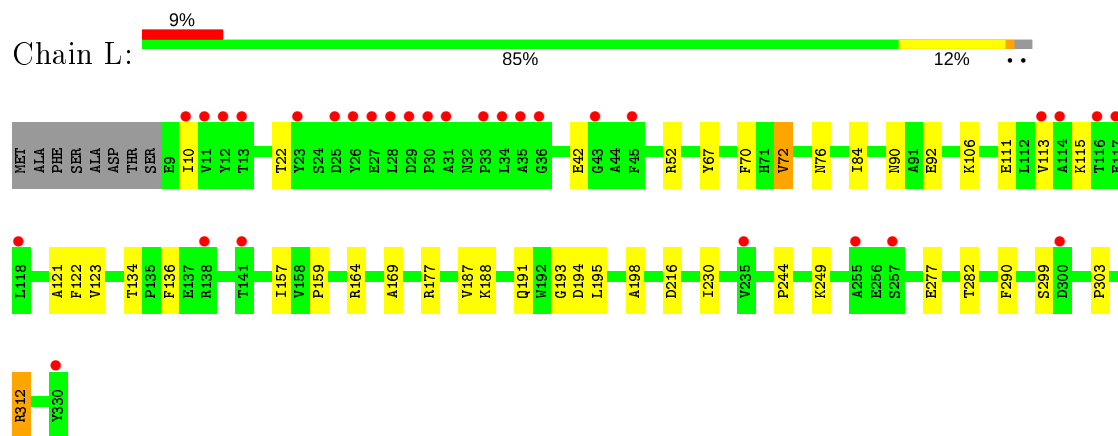 9%
Chain L:
85% 12% • •
MET ALA PHE SER ALA ASP THR SER E9 I10 V11 Y12 T13 T22 Y23 S24 D25 Y26 E27 L28 D29 P30 A31 N32 P33 L34 A35 G36 E42 G43 A44 F45 R52 Y67 F70 H71 V72 N76 I84 N90 A91 E92 K106 E111 L112 V113 A114 K115 T116 E117
L118 A121 F122 V123 T134 P135 F136 E137 R138 T141 I157 V158 P159 R164 A169 R177 V187 K188 Q191 W192 G193 D194 L195 A198 D216 I230 V235 P244 K249 A255 E256 S257 E277 T282 F290 S299 D300 P303
R312 Y330